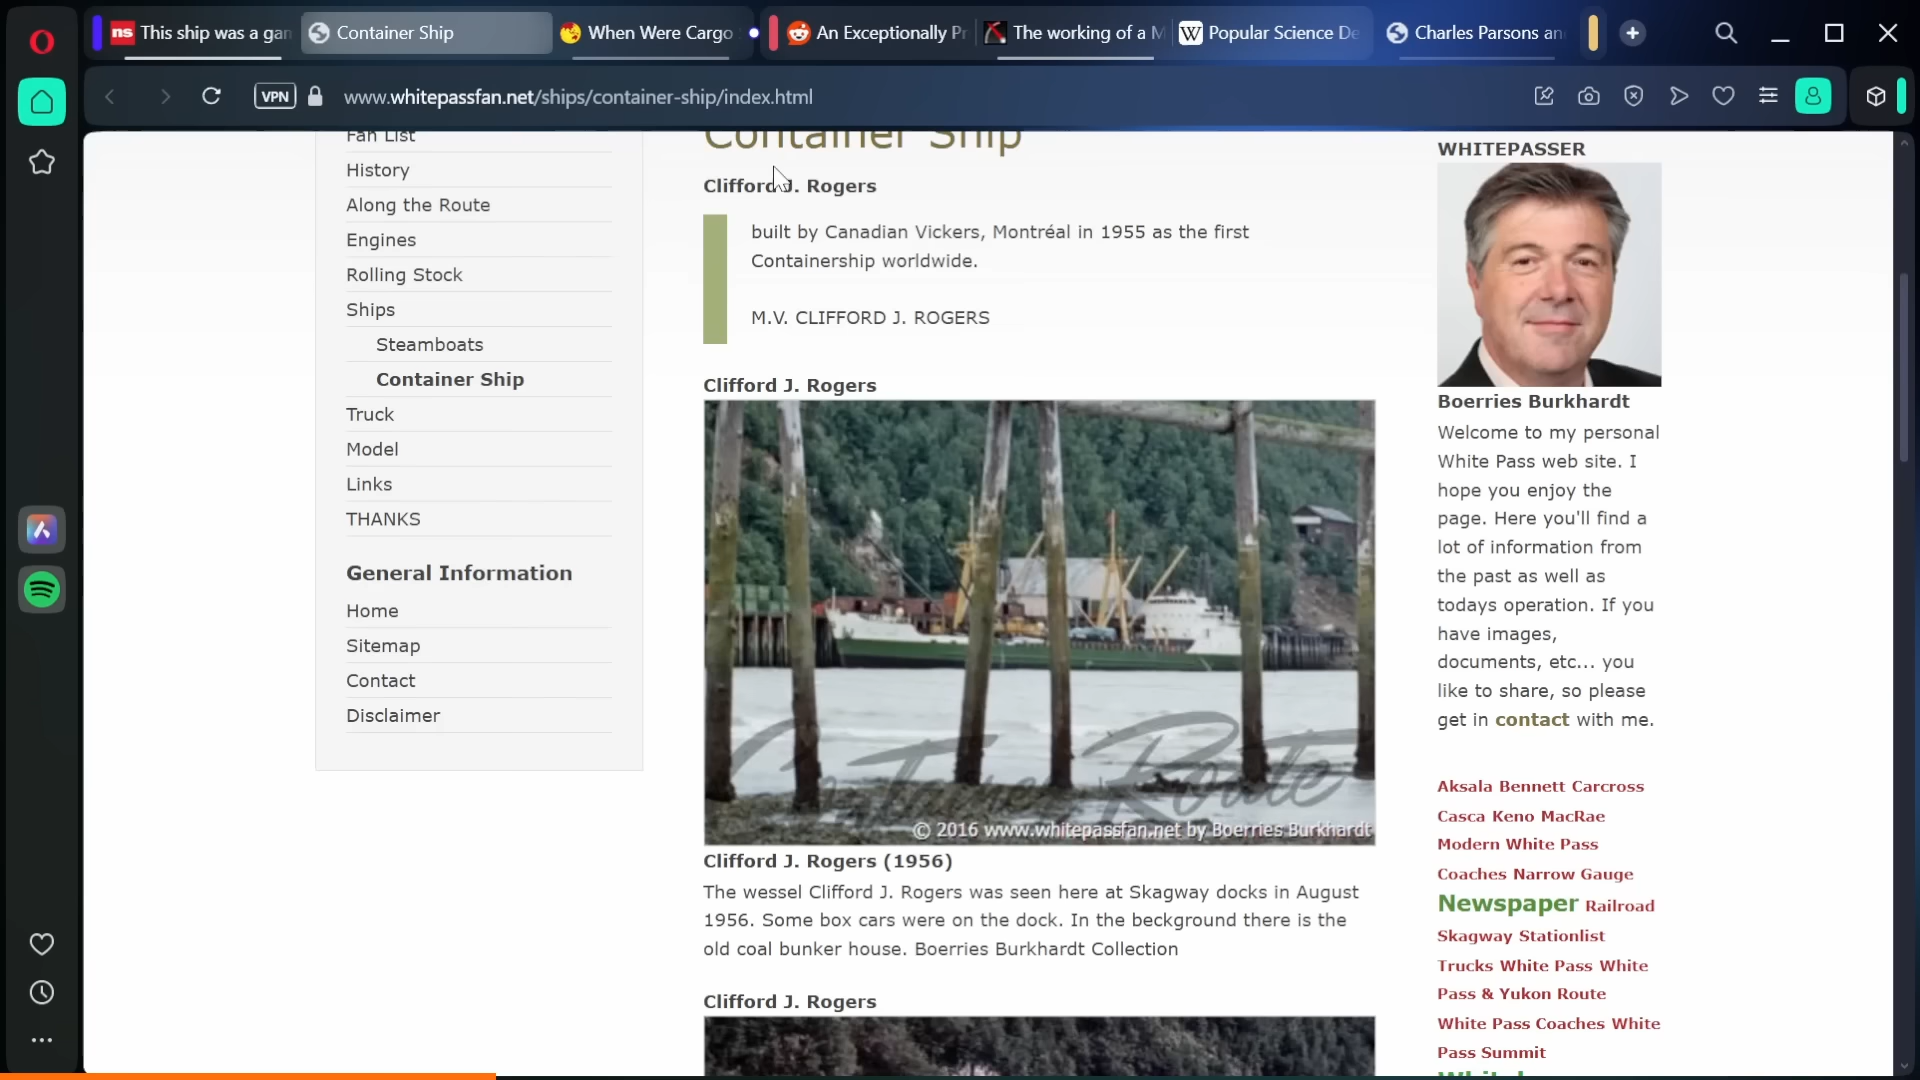 This ship was a gan
Container Ship
When Were Cargo
An Exceptionally Pr
The working of a M
Popular Science De
Charles Parsons an
VPN
www.whitepassfan.net/ships/container-ship/index.html
Fan List
History
Along the Route
Engines
Rolling Stock
Ships
Steamboats
Container Ship
Truck
Model
Links
THANKS
General Information
Home
Sitemap
Contact
Disclaimer
Container Ship
Clifford J. Rogers
built by Canadian Vickers, Montréal in 1955 as the first
Containership worldwide.
M.V. CLIFFORD J. ROGERS
Clifford J. Rogers
Container Route
© 2016 www.whitepassfan.net by Boerries Burkhardt
Clifford J. Rogers (1956)
The wessel Clifford J. Rogers was seen here at Skagway docks in August
1956. Some box cars were on the dock. In the beckground there is the
old coal bunker house. Boerries Burkhardt Collection
Clifford J. Rogers
WHITEPASSER
Boerries Burkhardt
Welcome to my personal
White Pass web site. I
hope you enjoy the
page. Here you'll find a
lot of information from
the past as well as
todays operation. If you
have images,
documents, etc... you
like to share, so please
get in contact with me.
Aksala Bennett Carcross
Casca Keno MacRae
Modern White Pass
Coaches Narrow Gauge
Newspaper Railroad
Skagway Stationlist
Trucks White Pass White
Pass & Yukon Route
White Pass Coaches White
Pass Summit